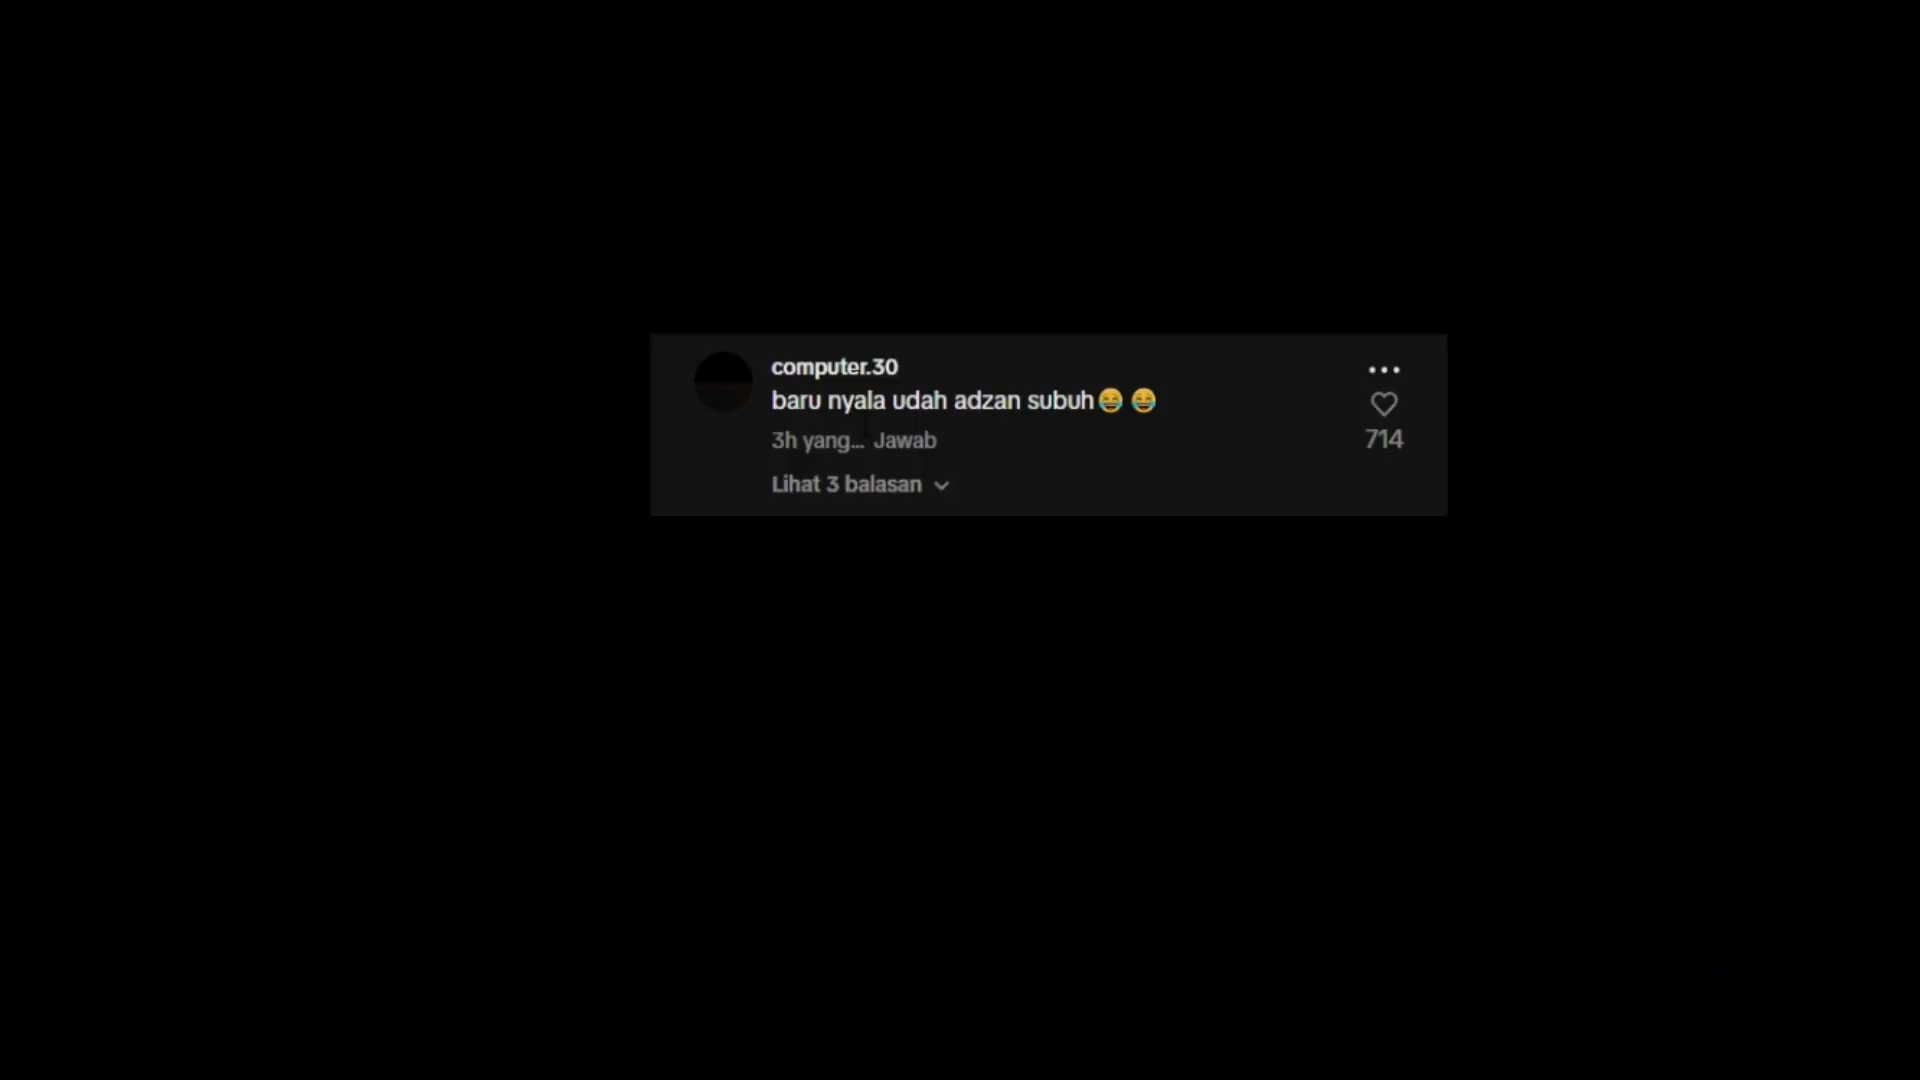 computer.30
baru nyala udah adzan subuh😂 😂
3h yang... Jawab
714
Lihat 3 balasan